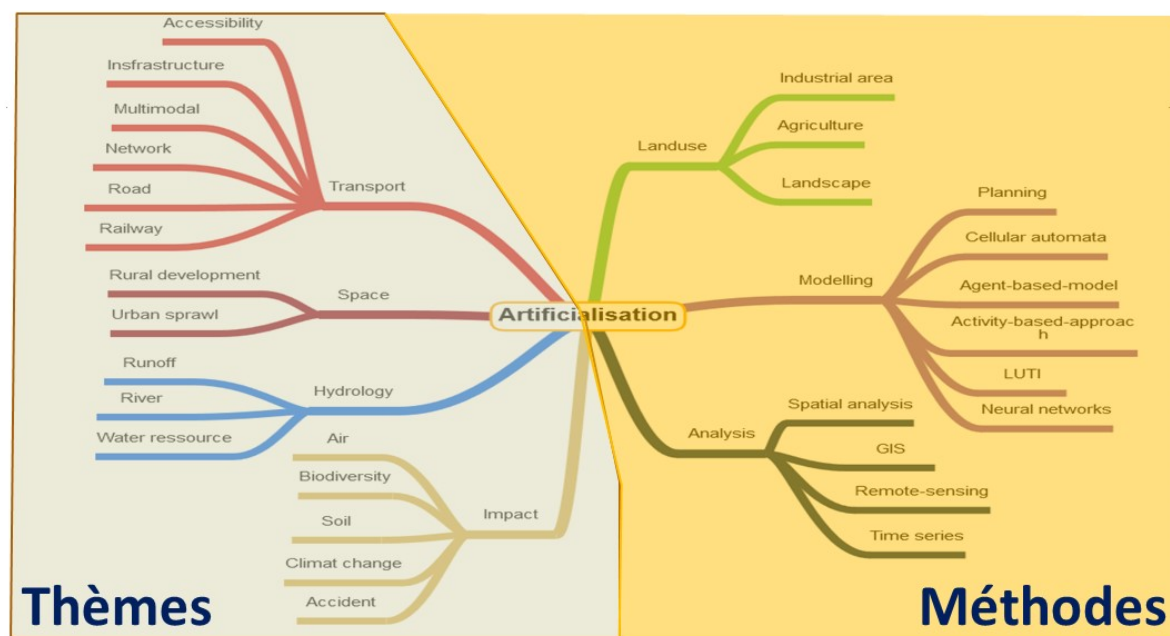 Accessibility
Insfrastructure
Multimodal
Network
Road
Railway
Transport
Rural development
Urban sprawl
Space
Runoff
River
Water ressource
Hydrology
Air
Biodiversity
Soil
Climat change
Accident
Impact
Thèmes
Artificialisation
Landuse
Industrial area
Agriculture
Landscape
Modelling
Planning
Cellular automata
Agent-based-model
Activity-based-approac
h
LUTI
Neural networks
Analysis
Spatial analysis
GIS
Remote-sensing
Time series
Méthodes